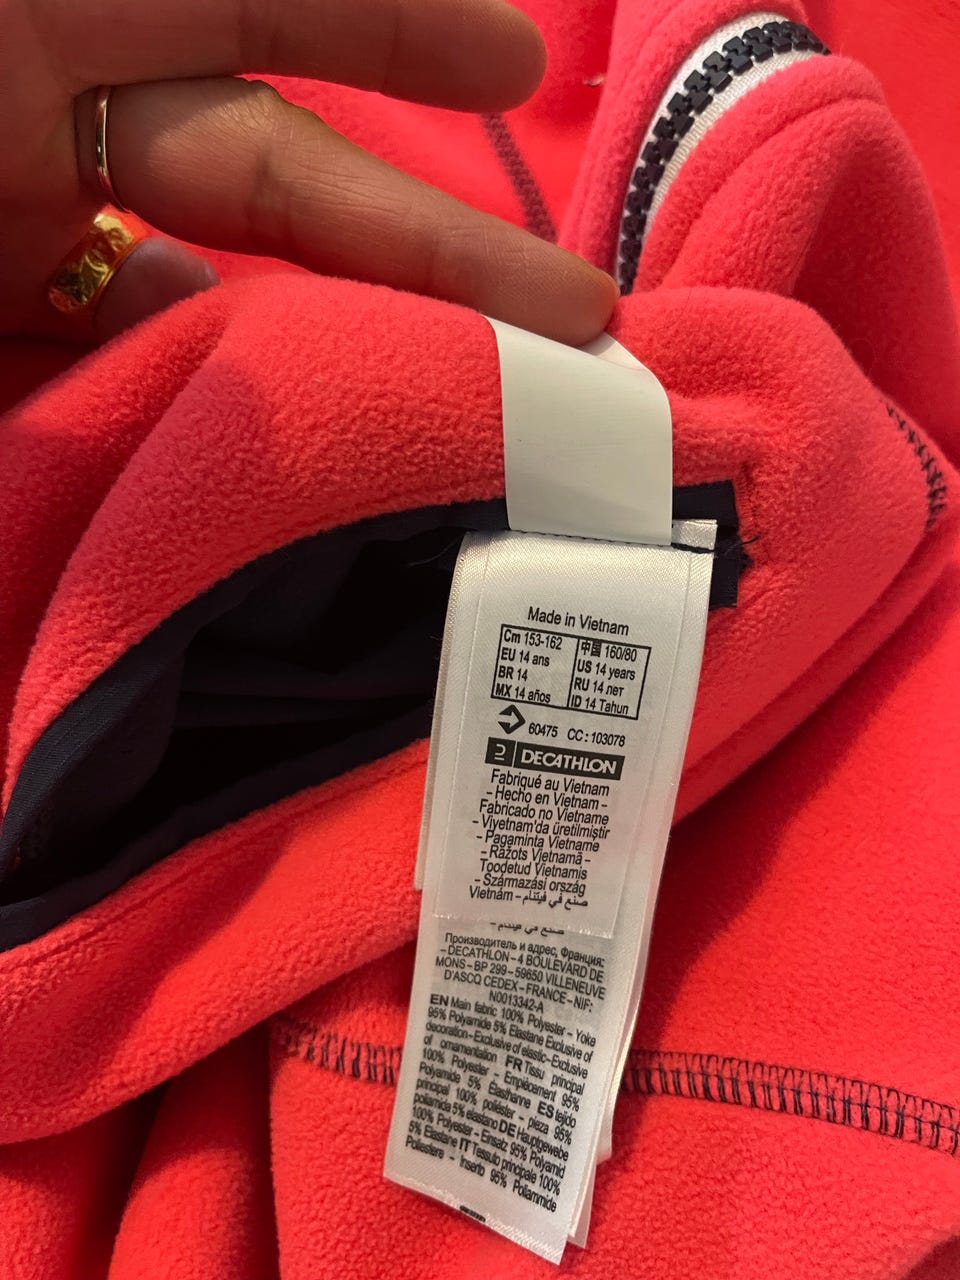 Made in Vietnam
Cm 153-162
EU 14 ans
BR 14
MX 14 años
中国 160/80
US 14 years
RU 14 лет
ID 14 Tahun
60475 CC : 103078
DECATHLON
Fabriqué au Vietnam
- Hecho en Vietnam -
Fabricado no Vietname
- Viyetnam'da üretilmiştir
- Pagaminta Vietname
- Ražots Vietnamā -
Toodetud Vietnamis
- Származási ország
Vietnám - صنع في فيتنام
- صنع في فيتنام -
Производитель и адрес, Франция:
- DECATHLON - 4 BOULEVARD DE
MONS - BP 299 - 59650 VILLENEUVE
D'ASCQ CEDEX - FRANCE - NIF:
N0013342-A
EN Main fabric 100% Polyester - Yoke
95% Polyamide 5% Elastane Exclusive of
decoration - Exclusive of elastic - Exclusive
of ornamentation FR Tissu principal
100% Polyester - Empiècement 95%
Polyamide 5% Élasthanne ES tejido
principal 100% poliéster - pieza 95%
poliamida 5% elastano DE Hauptgewebe
100% Polyester - Einsatz 95% Polyamid
5% Elastane IT Tessuto principale 100%
Poliestere - Inserto 95% Poliammide